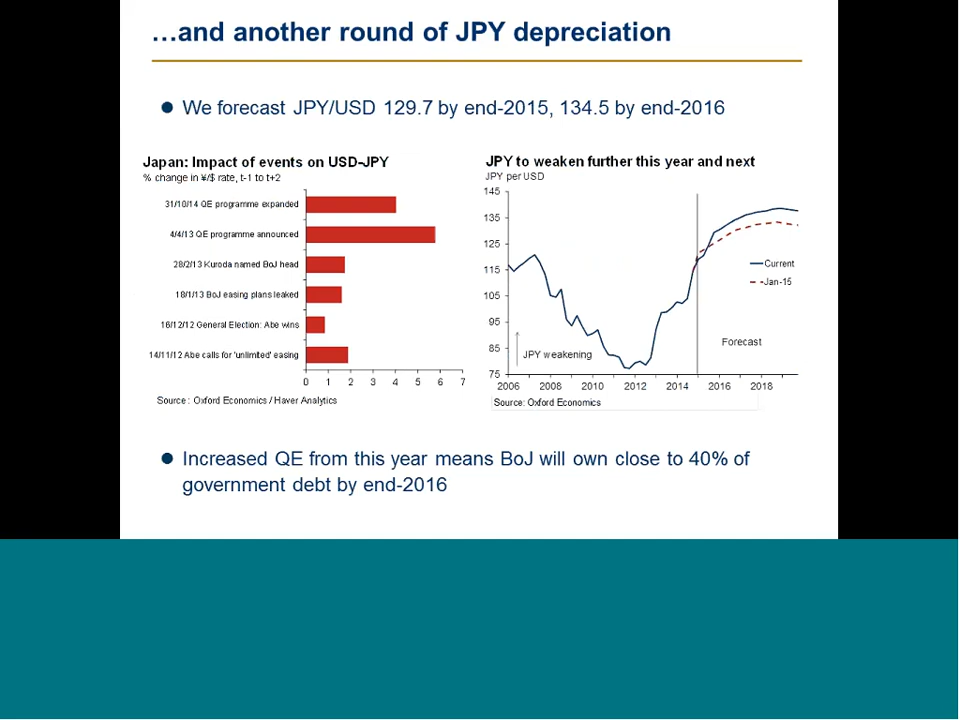 …and another round of JPY depreciation
We forecast JPY/USD 129.7 by end-2015, 134.5 by end-2016
Japan: Impact of events on USD-JPY
% change in ¥/$ rate, t-1 to t+2
31/10/14 QE programme expanded
4/4/13 QE programme announced
28/2/13 Kuroda named BoJ head
18/1/13 BoJ easing plans leaked
16/12/12 General Election: Abe wins
14/11/12 Abe calls for 'unlimited' easing
0 1 2 3 4 5 6 7
Source : Oxford Economics / Haver Analytics
JPY to weaken further this year and next
JPY per USD
145
135
125
115
105
95
85
75
Current
Jan-15
Forecast
JPY weakening
2006 2008 2010 2012 2014 2016 2018
Source: Oxford Economics
Increased QE from this year means BoJ will own close to 40% of
government debt by end-2016